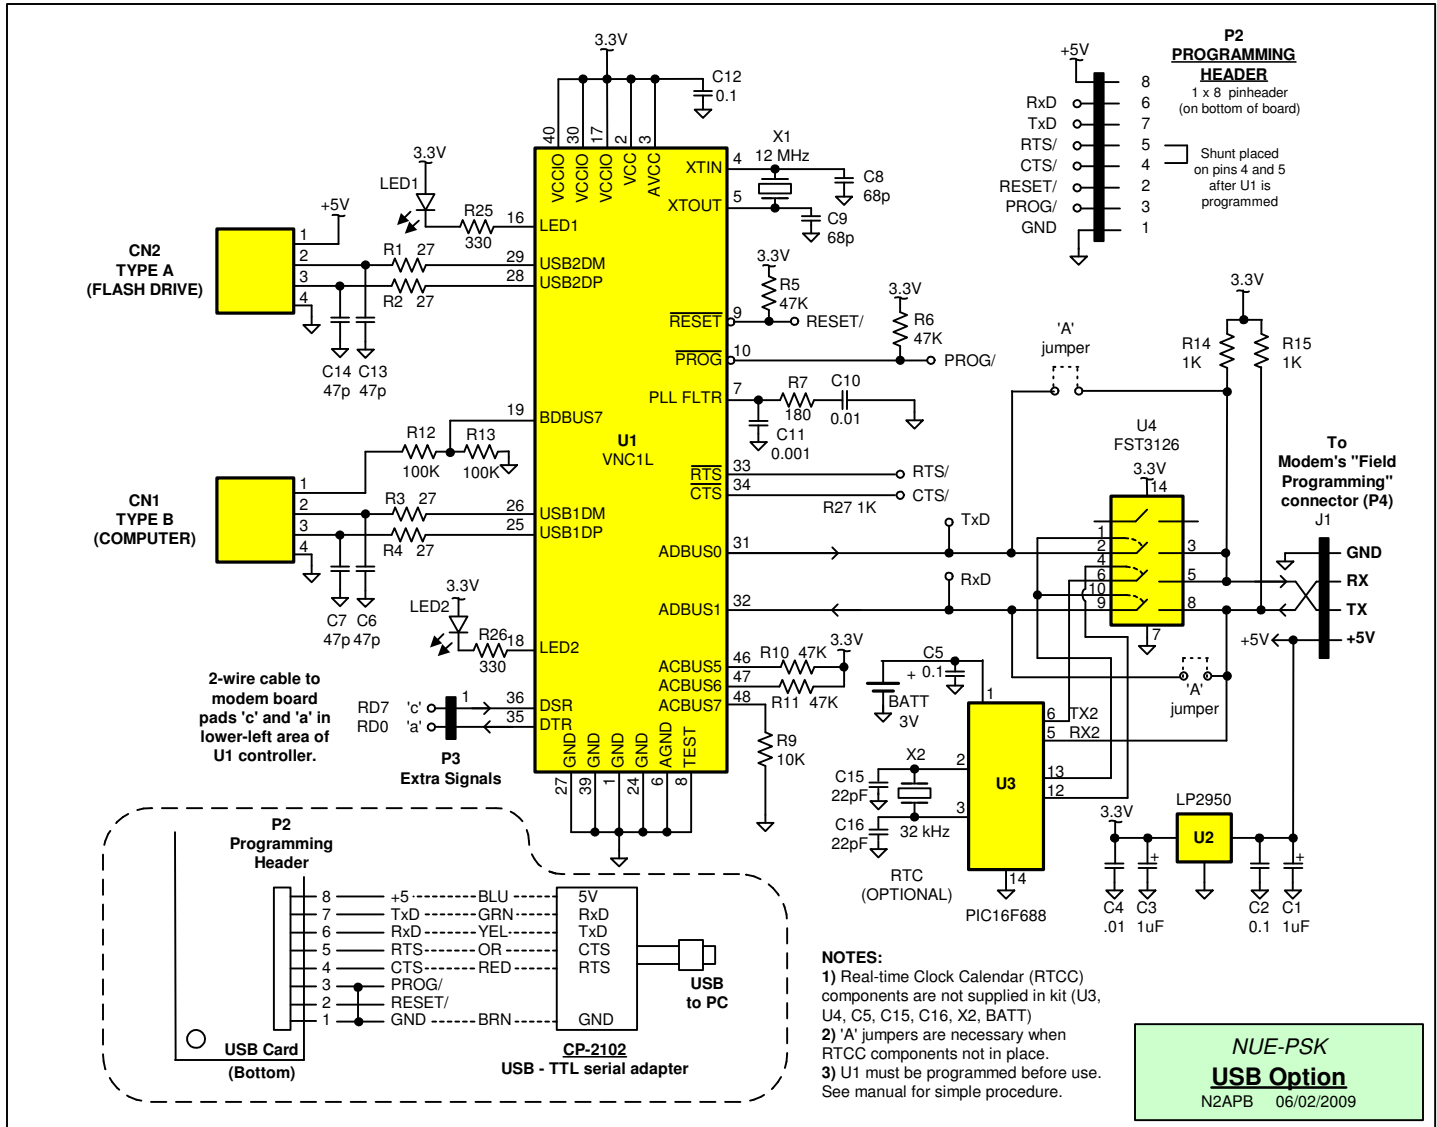 3.3V
C12
0.1
40
30
17
2
3
VCCIO
VCCIO
VCCIO
VCC
AVCC
P2
PROGRAMMING
HEADER
1 x 8 pinheader
(on bottom of board)
+5V
8
RxD 6
TxD 7
RTS/ 5
CTS/ 4
RESET/ 2
PROG/ 3
GND 1
Shunt placed
on pins 4 and 5
after U1 is
programmed
X1
12 MHz
XTIN 4
XTOUT 5
C8
68p
C9
68p
3.3V
LED1
R25
330
16 LED1
+5V
CN2
TYPE A
(FLASH DRIVE)
1
2
3
4
R1 27
R2 27
29 USB2DM
28 USB2DP
C14
47p
C13
47p
3.3V
R5
47K
RESET 9
RESET/
3.3V
R6
47K
PROG 10
PROG/
PLL FLTR 7
R7
180
C10
0.01
C11
0.001
'A'
jumper
3.3V
R14
1K
R15
1K
19 BDBUS7
R12
100K
R13
100K
U1
VNC1L
RTS 33
CTS 34
RTS/
CTS/
R27 1K
U4
FST3126
3.3V
14
1
2
4
6
10
9
3
5
8
7
To
Modem's "Field
Programming"
connector (P4)
J1
GND
RX
TX
+5V
+5V
CN1
TYPE B
(COMPUTER)
1
2
3
4
R3 27
R4 27
26 USB1DM
25 USB1DP
C7
47p
C6
47p
ADBUS0 31
TxD
ADBUS1 32
RxD
3.3V
LED2
R26
330
18 LED2
ACBUS5 46
ACBUS6 47
ACBUS7 48
R10 47K
R11 47K
3.3V
R9
10K
'A'
jumper
2-wire cable to
modem board
pads 'c' and 'a' in
lower-left area of
U1 controller.
RD7 'c'
RD0 'a'
1
36 DSR
35 DTR
P3
Extra Signals
GND
GND
GND
GND
AGND
TEST
27
39
1
24
6
8
C5
0.1
+
BATT
3V
1
6 TX2
5 RX2
13
12
2
3
14
U3
X2
32 kHz
C15
22pF
C16
22pF
RTC
(OPTIONAL)
PIC16F688
LP2950
U2
3.3V
C4
.01
C3
1uF
+
C2
0.1
C1
1uF
+
P2
Programming
Header
8 +5 BLU 5V
7 TxD GRN RxD
6 RxD YEL TxD
5 RTS OR CTS
4 CTS RED RTS
3 PROG/
2 RESET/
1 GND BRN GND
USB
to PC
USB Card
(Bottom)
CP-2102
USB - TTL serial adapter
NOTES:
1) Real-time Clock Calendar (RTCC)
components are not supplied in kit (U3,
U4, C5, C15, C16, X2, BATT)
2) 'A' jumpers are necessary when
RTCC components not in place.
3) U1 must be programmed before use.
See manual for simple procedure.
NUE-PSK
USB Option
N2APB 06/02/2009